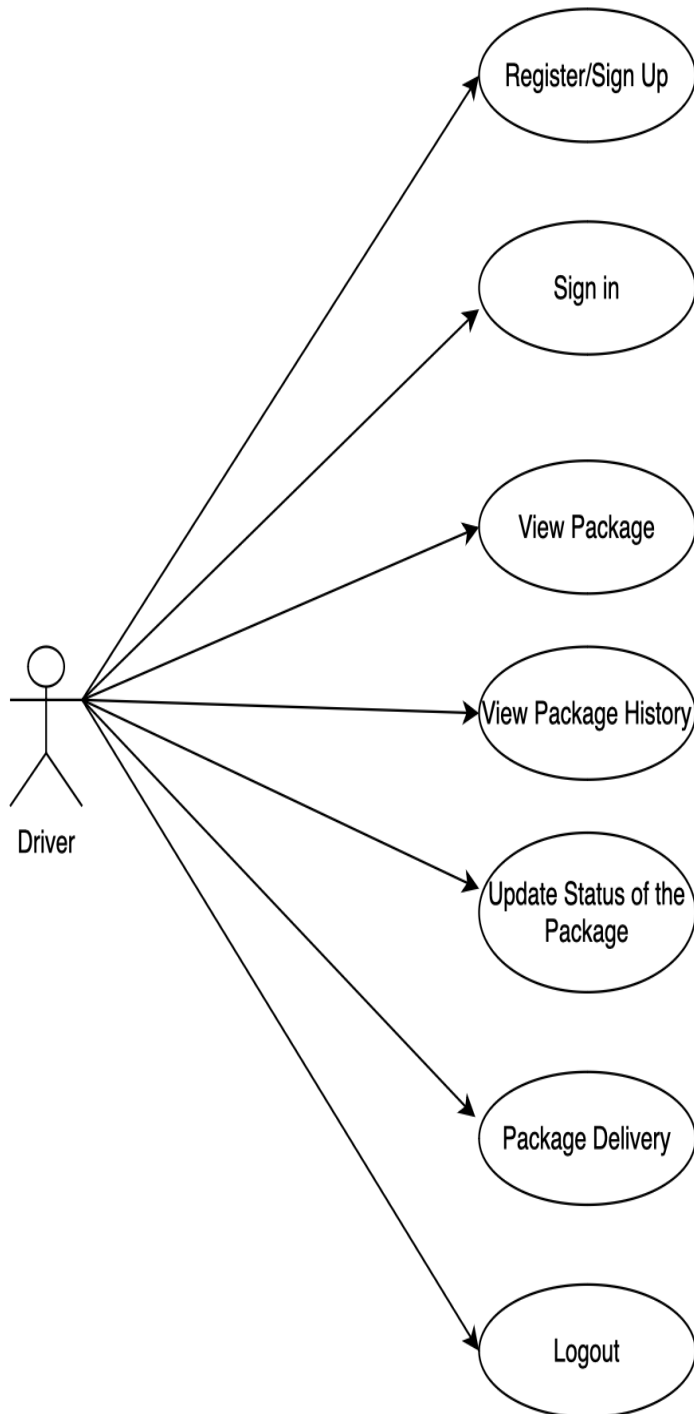 Register/Sign Up
Sign in
View Package
View Package History
Driver
Update Status of the
Package
Package Delivery
Logout